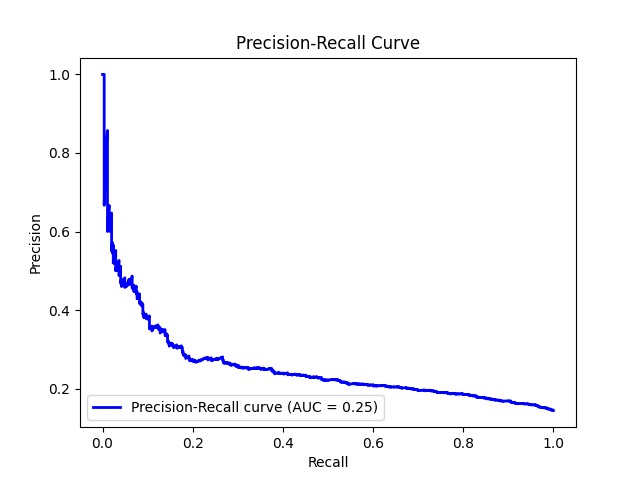 Precision-Recall Curve
Precision
1.0
0.8
0.6
0.4
0.2
Precision-Recall curve (AUC = 0.25)
0.0 0.2 0.4 0.6 0.8 1.0
Recall